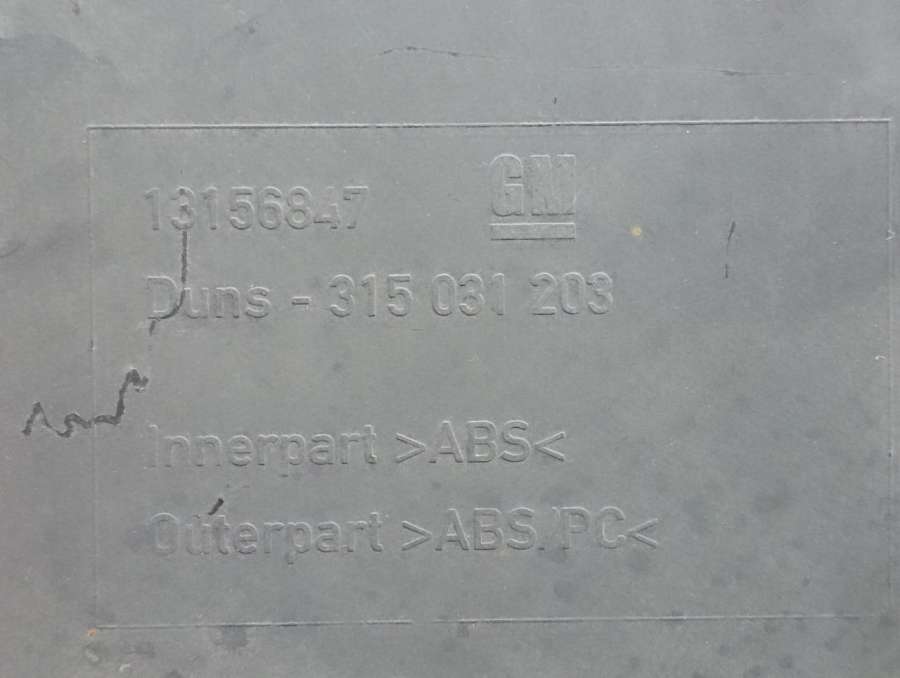 13156847 GM
Duns - 315 031 203
Innerpart >ABS<
Outerpart >ABS/PC<